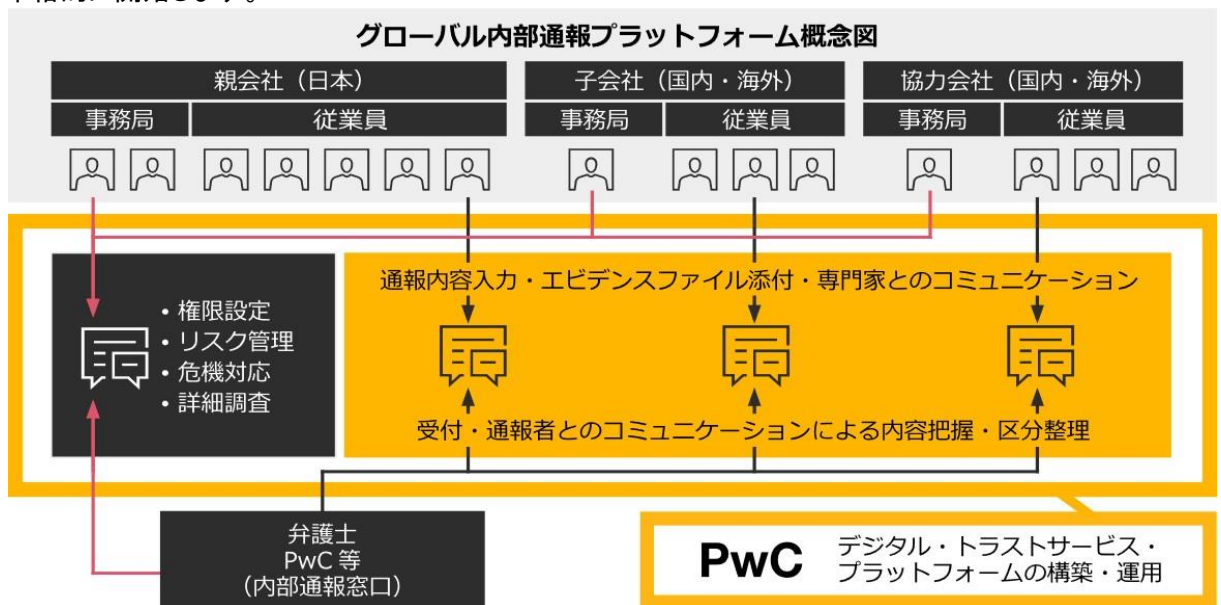 グローバル内部通報プラットフォーム概念図
親会社（日本）
子会社（国内・海外）
協力会社（国内・海外）
事務局
従業員
事務局
従業員
事務局
従業員
・権限設定
・リスク管理
・危機対応
・詳細調査
通報内容入力・エビデンスファイル添付・専門家とのコミュニケーション
受付・通報者とのコミュニケーションによる内容把握・区分整理
弁護士
PwC 等
（内部通報窓口）
PwC
デジタル・トラストサービス・
プラットフォームの構築・運用